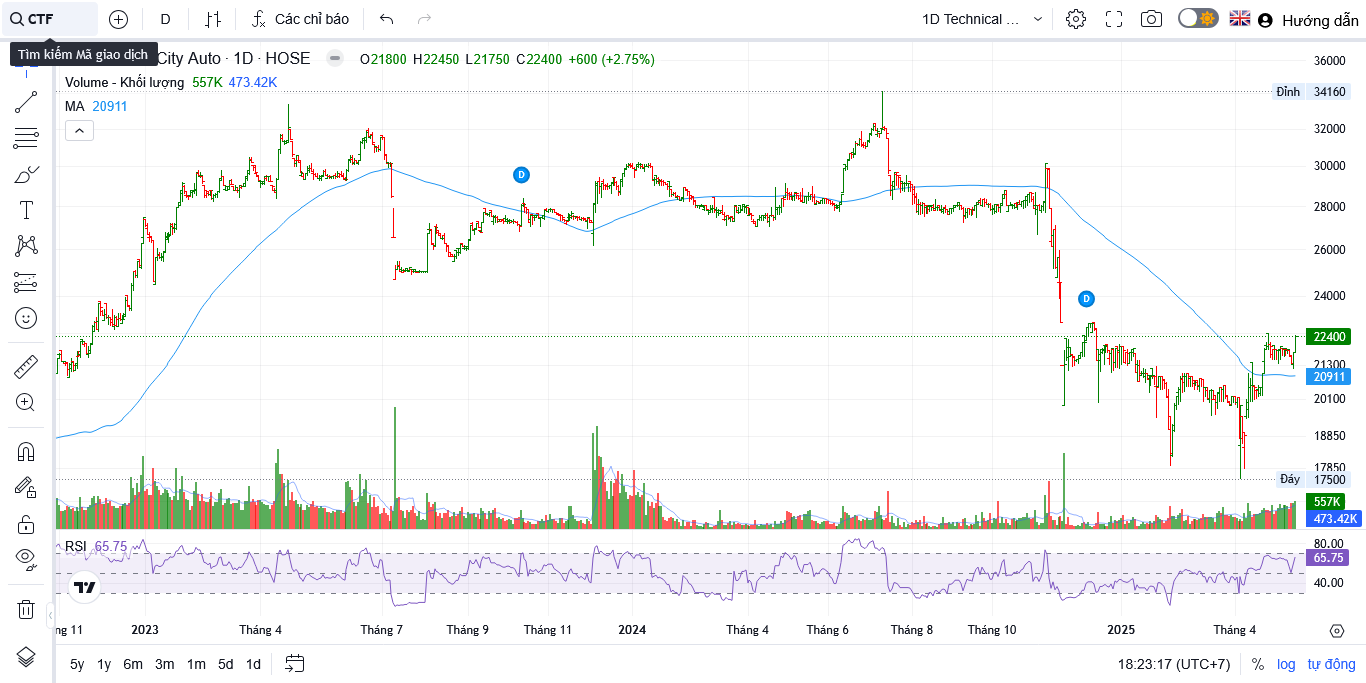 CTF
D
Các chỉ báo
1D Technical ...
Hướng dẫn
Tìm kiếm Mã giao dịch
City Auto · 1D · HOSE
O21800 H22450 L21750 C22400 +600 (+2.75%)
Volume - Khối lượng 557K 473.42K
MA 20911
36000
Đỉnh 34160
32000
30000
28000
26000
24000
22400
21300
20911
20100
18850
17850
Đáy 17500
557K
473.42K
D
D
RSI 65.75
80.00
65.75
40.00
ng 11 2023 Tháng 4 Tháng 7 Tháng 9 Tháng 11 2024 Tháng 4 Tháng 6 Tháng 8 Tháng 10 2025 Tháng 4
5y 1y 6m 3m 1m 5d 1d
18:23:17 (UTC+7) % log tự động